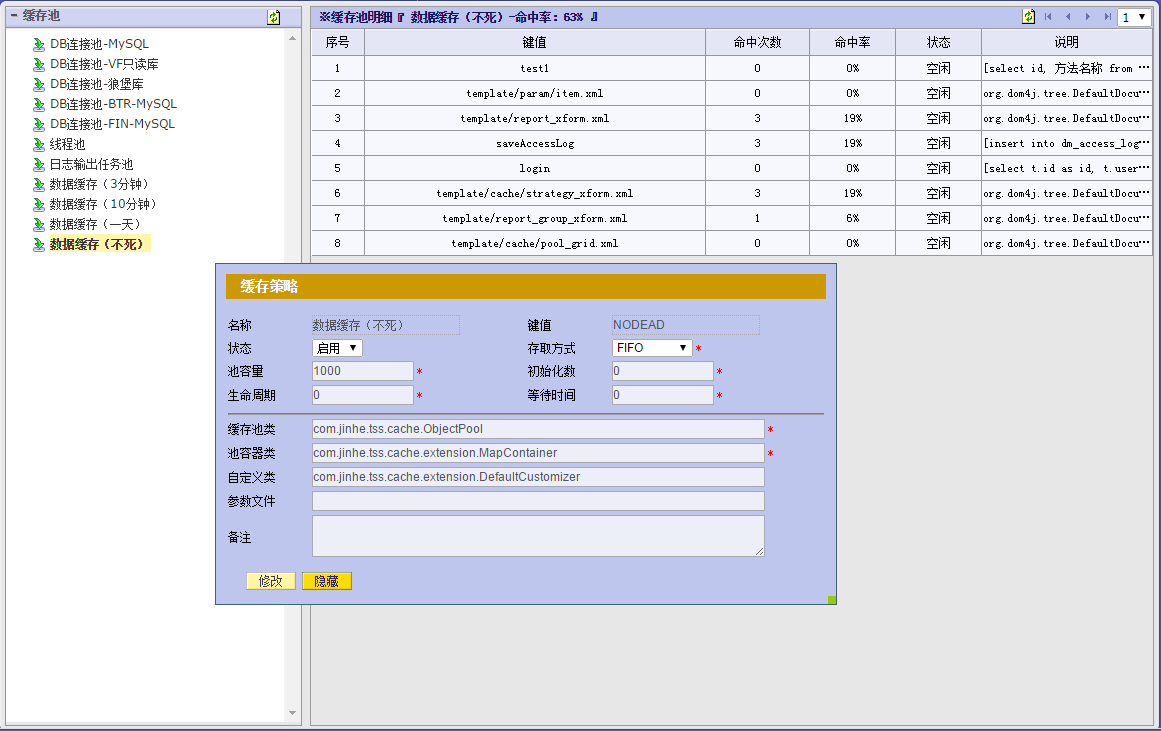 缓存池
DB连接池-MySQL
DB连接池-VF只读库
DB连接池-狼堡库
DB连接池-BTR-MySQL
DB连接池-FIN-MySQL
线程池
日志输出任务池
数据缓存（3分钟）
数据缓存（10分钟）
数据缓存（一天）
数据缓存（不死）
※缓存池明细『 数据缓存（不死）-命中率：63% 』
1
序号 键值 命中次数 命中率 状态 说明
1 test1 0 0% 空闲 [select id, 方法名称 from ···
2 template/param/item.xml 0 0% 空闲 org.dom4j.tree.DefaultDocu···
3 template/report_xform.xml 3 19% 空闲 org.dom4j.tree.DefaultDocu···
4 saveAccessLog 3 19% 空闲 [insert into dm_access_log···
5 login 0 0% 空闲 [select t.id as id, t.user···
6 template/cache/strategy_xform.xml 3 19% 空闲 org.dom4j.tree.DefaultDocu···
7 template/report_group_xform.xml 1 6% 空闲 org.dom4j.tree.DefaultDocu···
8 template/cache/pool_grid.xml 0 0% 空闲 org.dom4j.tree.DefaultDocu···
缓存策略
名称 数据缓存（不死） 键值 NODEAD
状态 启用 存取方式 FIFO *
池容量 1000 * 初始化数 0 *
生命周期 0 * 等待时间 0 *
缓存池类 com.jinhe.tss.cache.ObjectPool *
池容器类 com.jinhe.tss.cache.extension.MapContainer *
自定义类 com.jinhe.tss.cache.extension.DefaultCustomizer
参数文件
备注
修改 隐藏